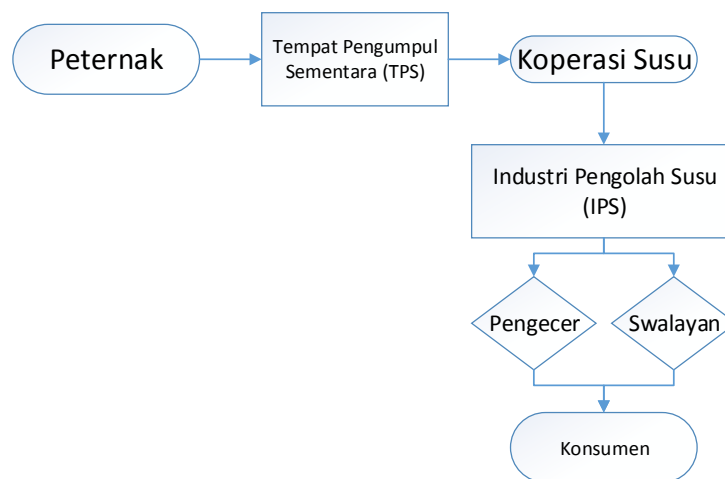 Peternak
Tempat Pengumpul
Sementara (TPS)
Koperasi Susu
Industri Pengolah Susu
(IPS)
Pengecer
Swalayan
Konsumen